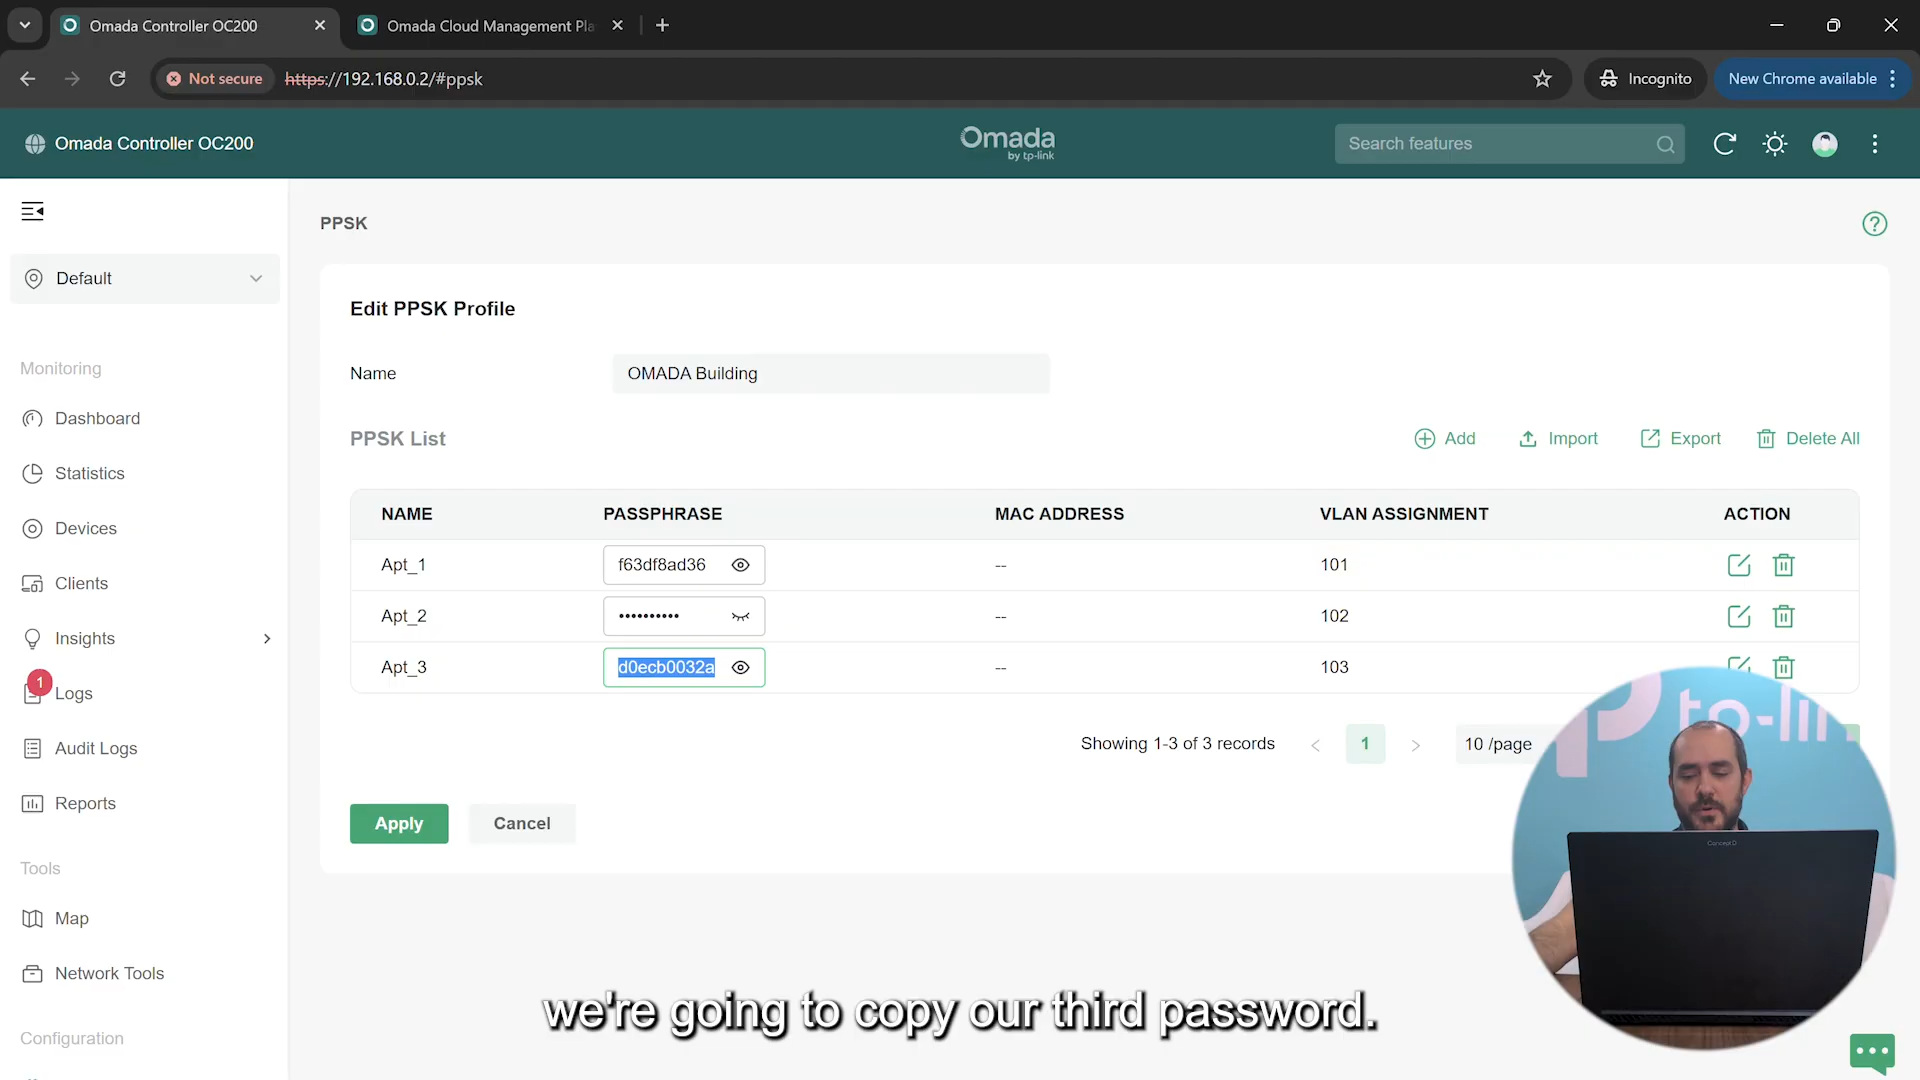 Omada Controller OC200
Omada Cloud Management Pla
Not secure
https://192.168.0.2/#ppsk
Incognito
New Chrome available
Omada Controller OC200
Omada
by tp-link
Search features
Default
Monitoring
Dashboard
Statistics
Devices
Clients
Insights
1
Logs
Audit Logs
Reports
Tools
Map
Network Tools
Configuration
PPSK
?
Edit PPSK Profile
Name
OMADA Building
PPSK List
Add
Import
Export
Delete All
NAME PASSPHRASE MAC ADDRESS VLAN ASSIGNMENT ACTION
Apt_1 f63df8ad36 -- 101
Apt_2 •••••••••• -- 102
Apt_3 d0ecb0032a -- 103
Showing 1-3 of 3 records
< 1 >
10 /page
Apply
Cancel
tp-lin
ConceptD
we're going to copy our third password.